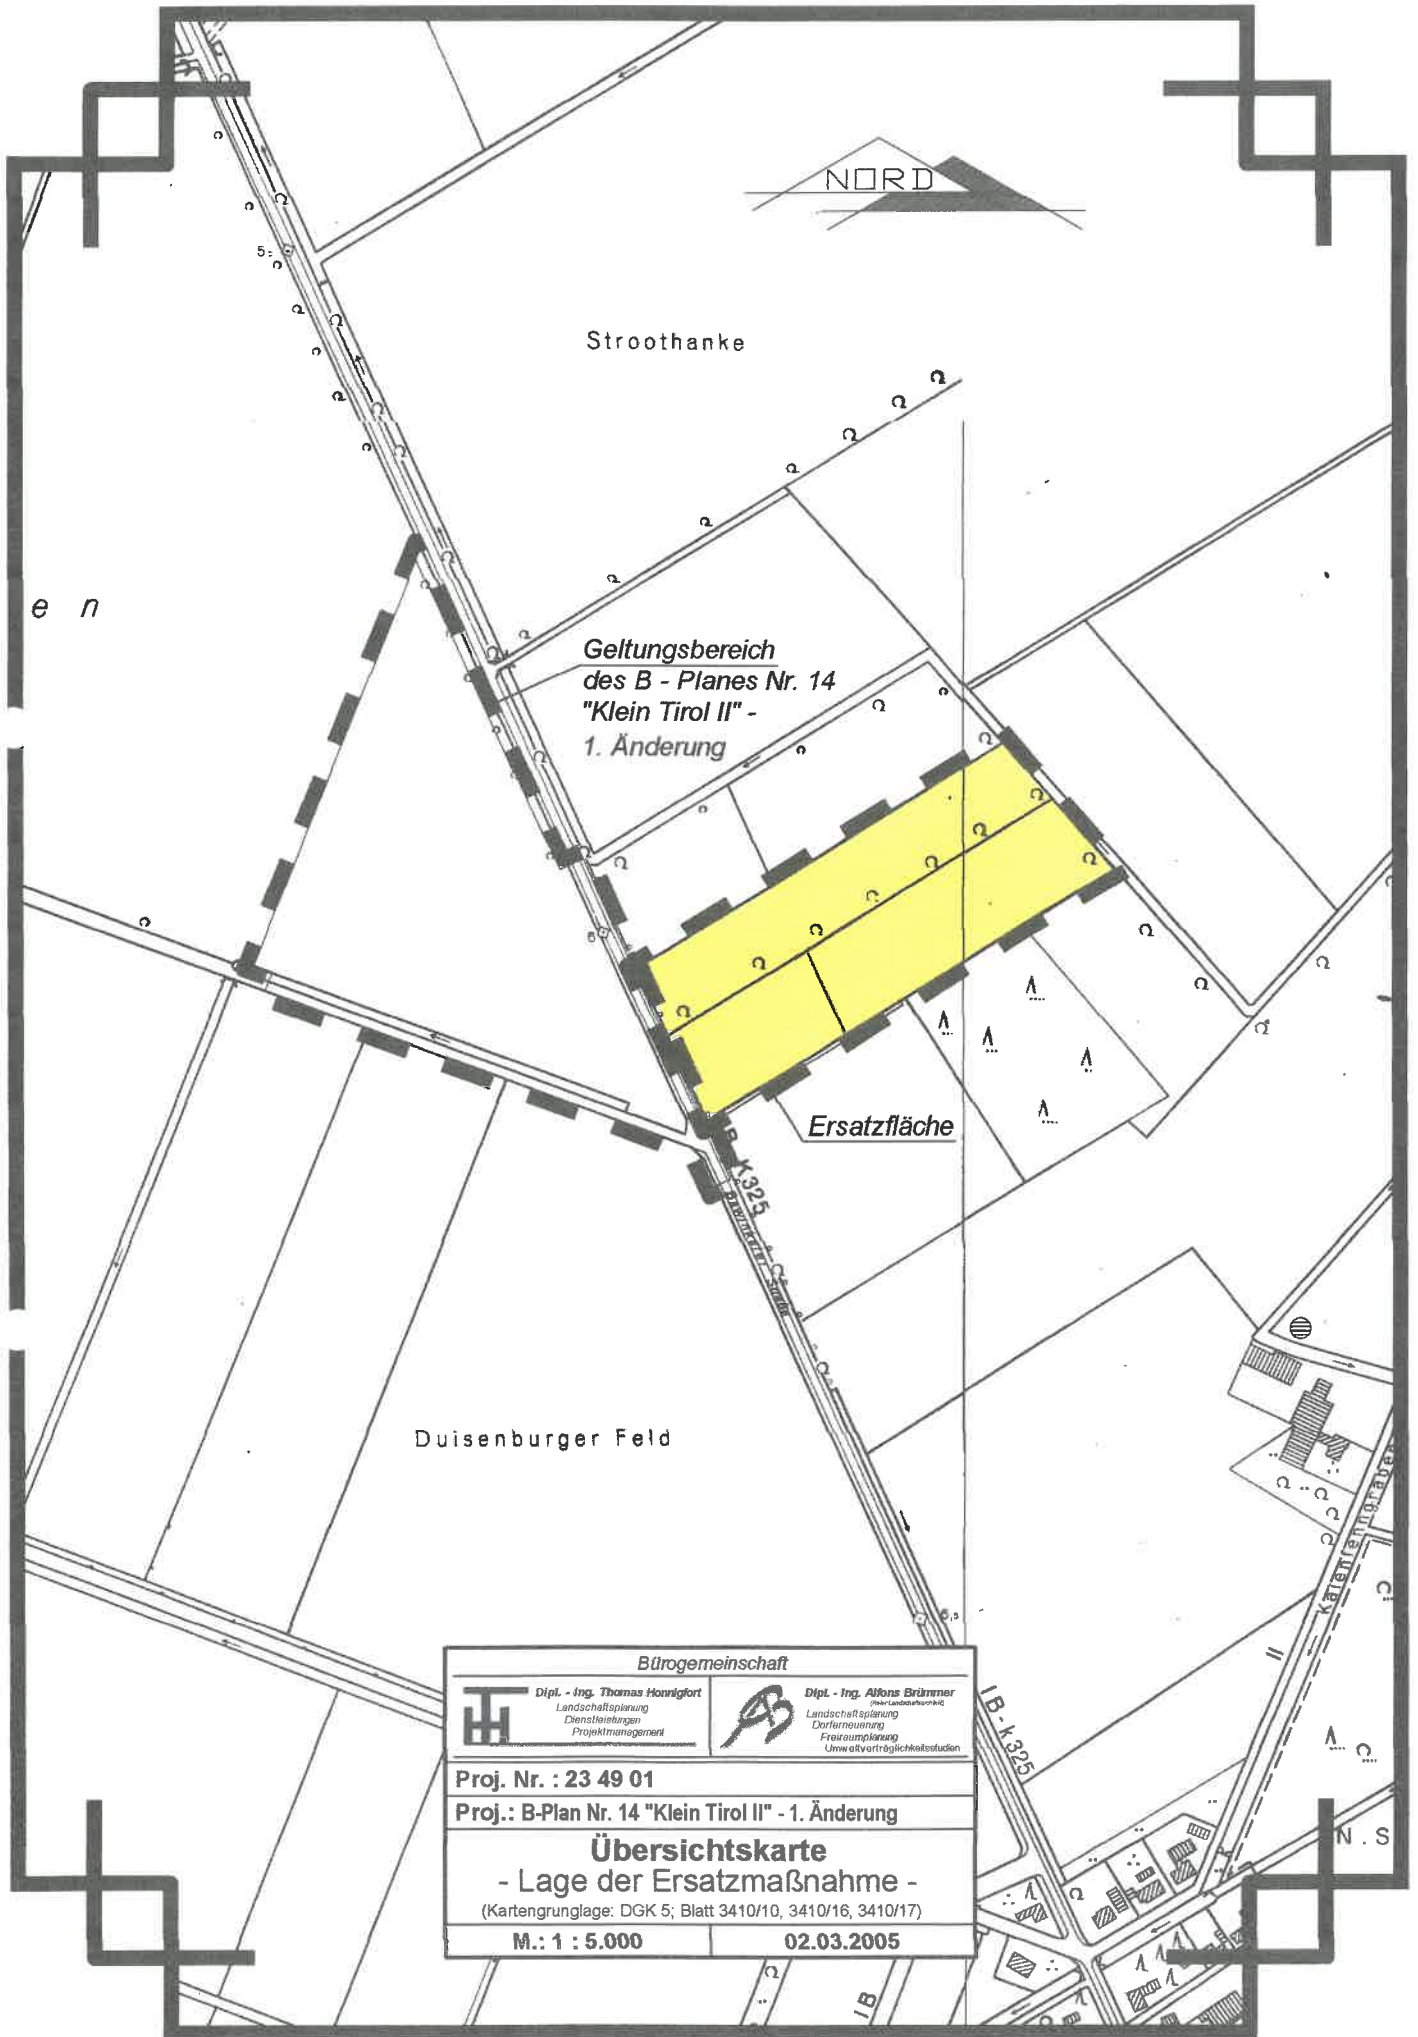 NORD
5
Stroothanke
e n
Geltungsbereich
des B - Planes Nr. 14
"Klein Tirol II" -
1. Änderung
Ersatzfläche
B - K325
Duisenburger Feld
Kaienfenngraben
II
I B - K325
N . S
I B
Bürogemeinschaft
Dipl. - Ing. Thomas Honnigfort
Landschaftsplanung
Dienstleistungen
Projektmanagement
Dipl. - Ing. Alfons Brümmer
Landschaftsplanung
Dorferneuerung
Freiraumplanung
Umweltverträglichkeitsstudien
Proj. Nr. : 23 49 01
Proj.: B-Plan Nr. 14 "Klein Tirol II" - 1. Änderung
Übersichtskarte
- Lage der Ersatzmaßnahme -
(Kartengrunglage: DGK 5; Blatt 3410/10, 3410/16, 3410/17)
M.: 1 : 5.000
02.03.2005